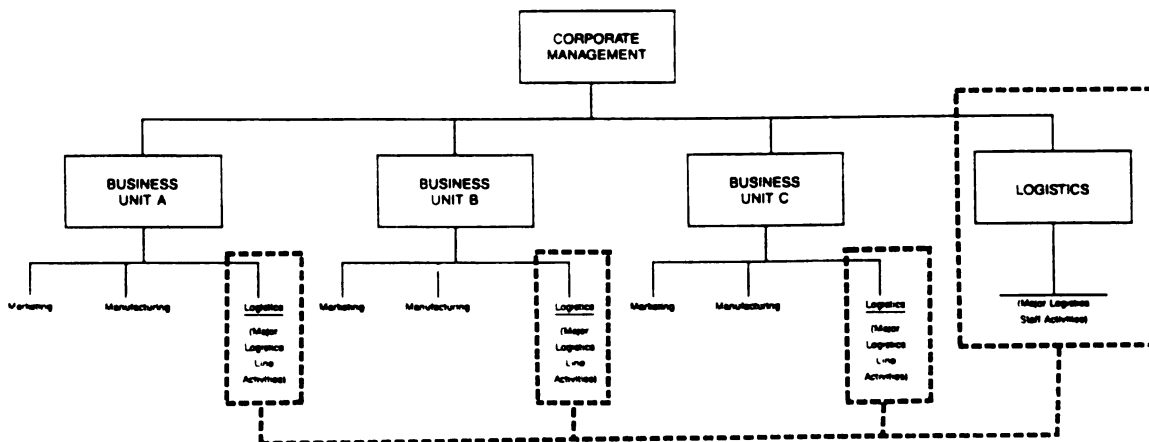 CORPORATE
MANAGEMENT
BUSINESS
UNIT A
BUSINESS
UNIT B
BUSINESS
UNIT C
LOGISTICS
Marketing
Manufacturing
Logistics
(Major
Logistics
Line
Activities)
Marketing
Manufacturing
Logistics
(Major
Logistics
Line
Activities)
Marketing
Manufacturing
Logistics
(Major
Logistics
Line
Activities)
(Major Logistics
Staff Activities)